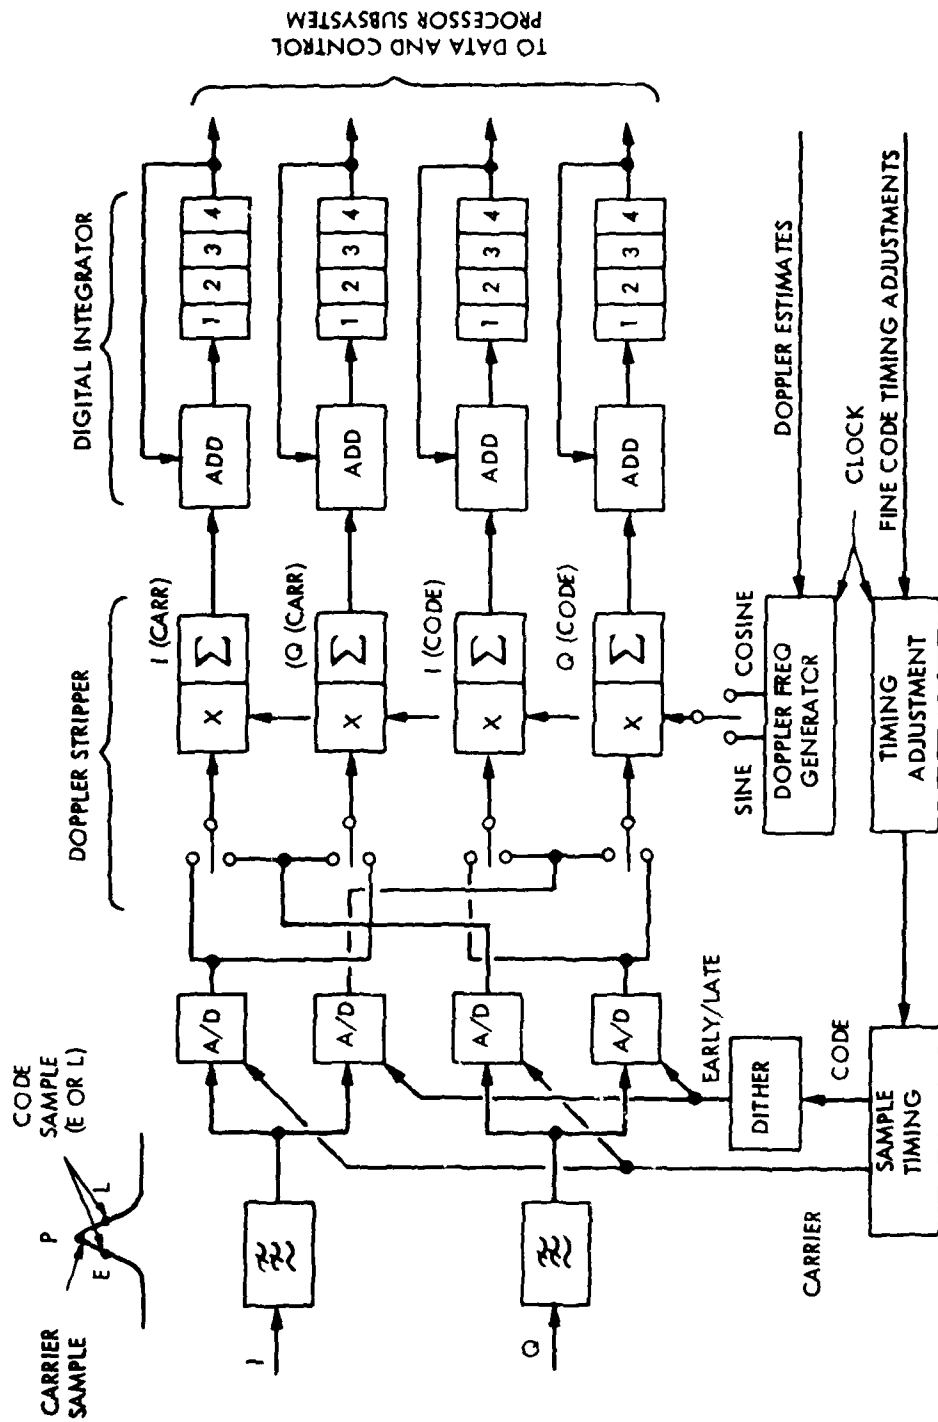 CARRIER
SAMPLE
E
P
L
CODE
SAMPLE
(E OR L)
DOPPLER STRIPPER
DIGITAL INTEGRATOR
TO DATA AND CONTROL
PROCESSOR SUBSYSTEM
I
A/D
X
Σ
I (CARR)
ADD
1 2 3 4
A/D
X
Σ
(Q (CARR)
ADD
1 2 3 4
Q
A/D
X
Σ
I (CODE)
ADD
1 2 3 4
A/D
X
Σ
Q (CODE)
ADD
1 2 3 4
EARLY/LATE
DITHER
CODE
CARRIER
SAMPLE
TIMING
SINE
COSINE
DOPPLER FREQ
GENERATOR
DOPPLER ESTIMATES
CLOCK
TIMING
ADJUSTMENT
FINE CODE TIMING ADJUSTMENTS